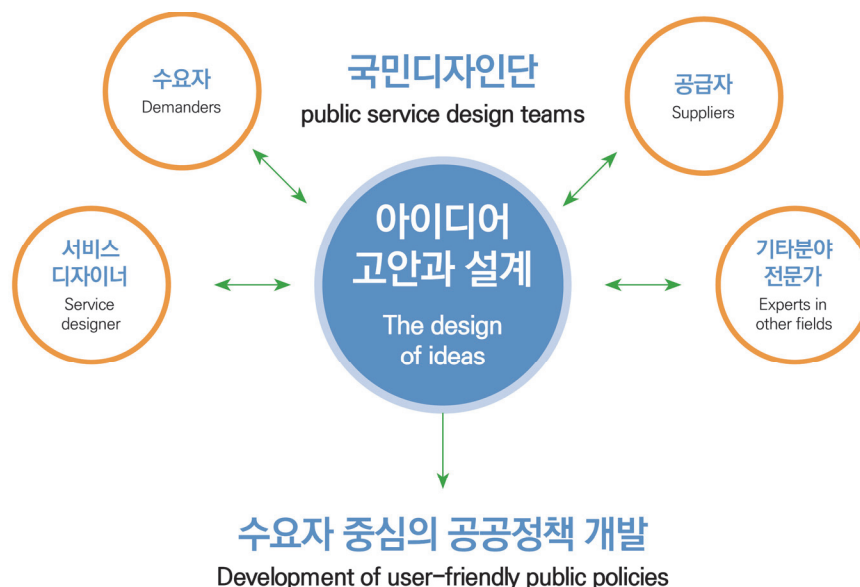 국민디자인단
public service design teams
수요자
Demanders
공급자
Suppliers
서비스
디자이너
Service
designer
아이디어
고안과 설계
The design
of ideas
기타분야
전문가
Experts in
other fields
수요자 중심의 공공정책 개발
Development of user-friendly public policies